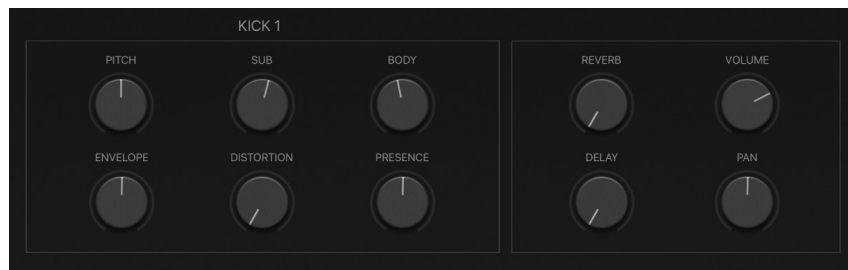 KICK 1
PITCH SUB BODY REVERB VOLUME
ENVELOPE DISTORTION PRESENCE DELAY PAN